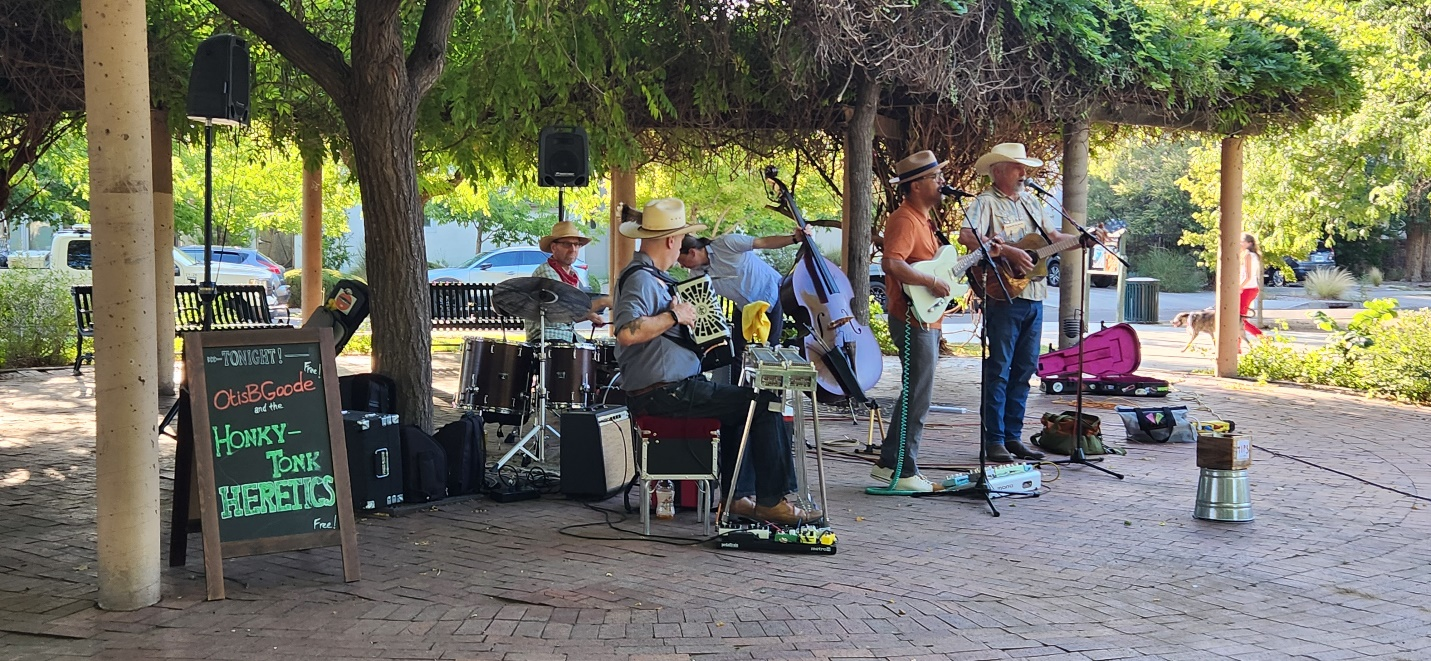 TONIGHT!
Free!
OtisBGoode
and the
HONKY-
TONK
HERETICS
Free!